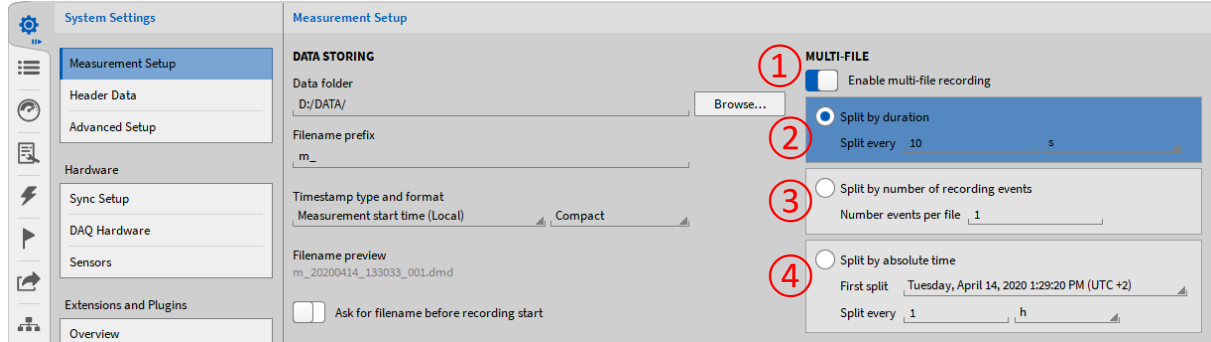 System Settings
Measurement Setup
Header Data
Advanced Setup
Hardware
Sync Setup
DAQ Hardware
Sensors
Extensions and Plugins
Overview
Measurement Setup
DATA STORING
Data folder
D:/DATA/
Browse...
Filename prefix
m_
Timestamp type and format
Measurement start time (Local) Compact
Filename preview
m_20200414_133033_001.dmd
Ask for filename before recording start
MULTI-FILE
1 Enable multi-file recording
2 Split by duration
Split every 10 s
3 Split by number of recording events
Number events per file 1
4 Split by absolute time
First split Tuesday, April 14, 2020 1:29:20 PM (UTC +2)
Split every 1 h